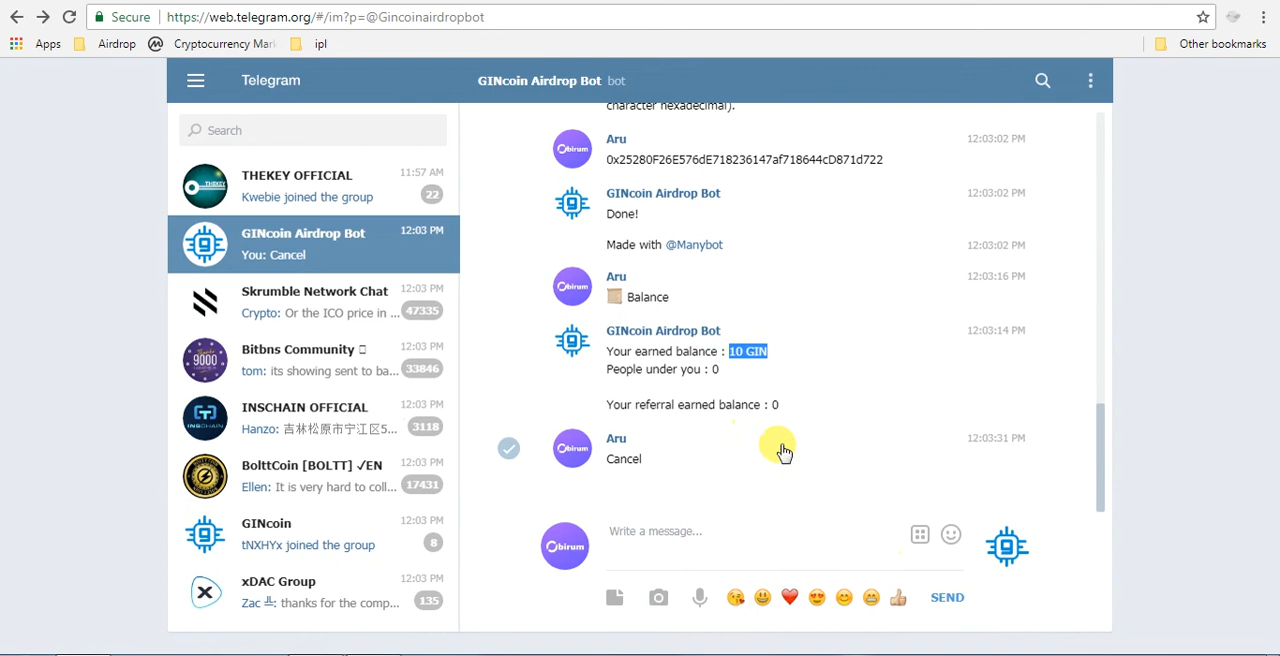 Secure https://web.telegram.org/#/im?p=@Gincoinairdropbot
Apps Airdrop Cryptocurrency Mar ipl Other bookmarks
Telegram GINcoin Airdrop Bot bot
Search
THEKEY OFFICIAL 11:57 AM
Kwebie joined the group 22
GINcoin Airdrop Bot 12:03 PM
You: Cancel
Skrumble Network Chat 12:03 PM
Crypto: Or the ICO price in ... 47335
Bitbns Community 12:03 PM
tom: its showing sent to ba... 33846
INSCHAIN OFFICIAL 12:03 PM
Hanzo: 吉林松原市宁江区5... 3118
BolttCoin [BOLTT] ✓EN 12:03 PM
Ellen: It is very hard to coll... 17431
GINcoin 12:03 PM
tNXHYx joined the group 8
xDAC Group 12:03 PM
Zac ╩: thanks for the comp... 135
character hexadecimal).
Aru 12:03:02 PM
0x25280F26E576dE718236147af718644cD871d722
GINcoin Airdrop Bot 12:03:02 PM
Done!
Made with @Manybot 12:03:02 PM
Aru 12:03:16 PM
Balance
GINcoin Airdrop Bot 12:03:14 PM
Your earned balance : 10 GIN
People under you : 0
Your referral earned balance : 0
Aru 12:03:31 PM
Cancel
Write a message...
SEND